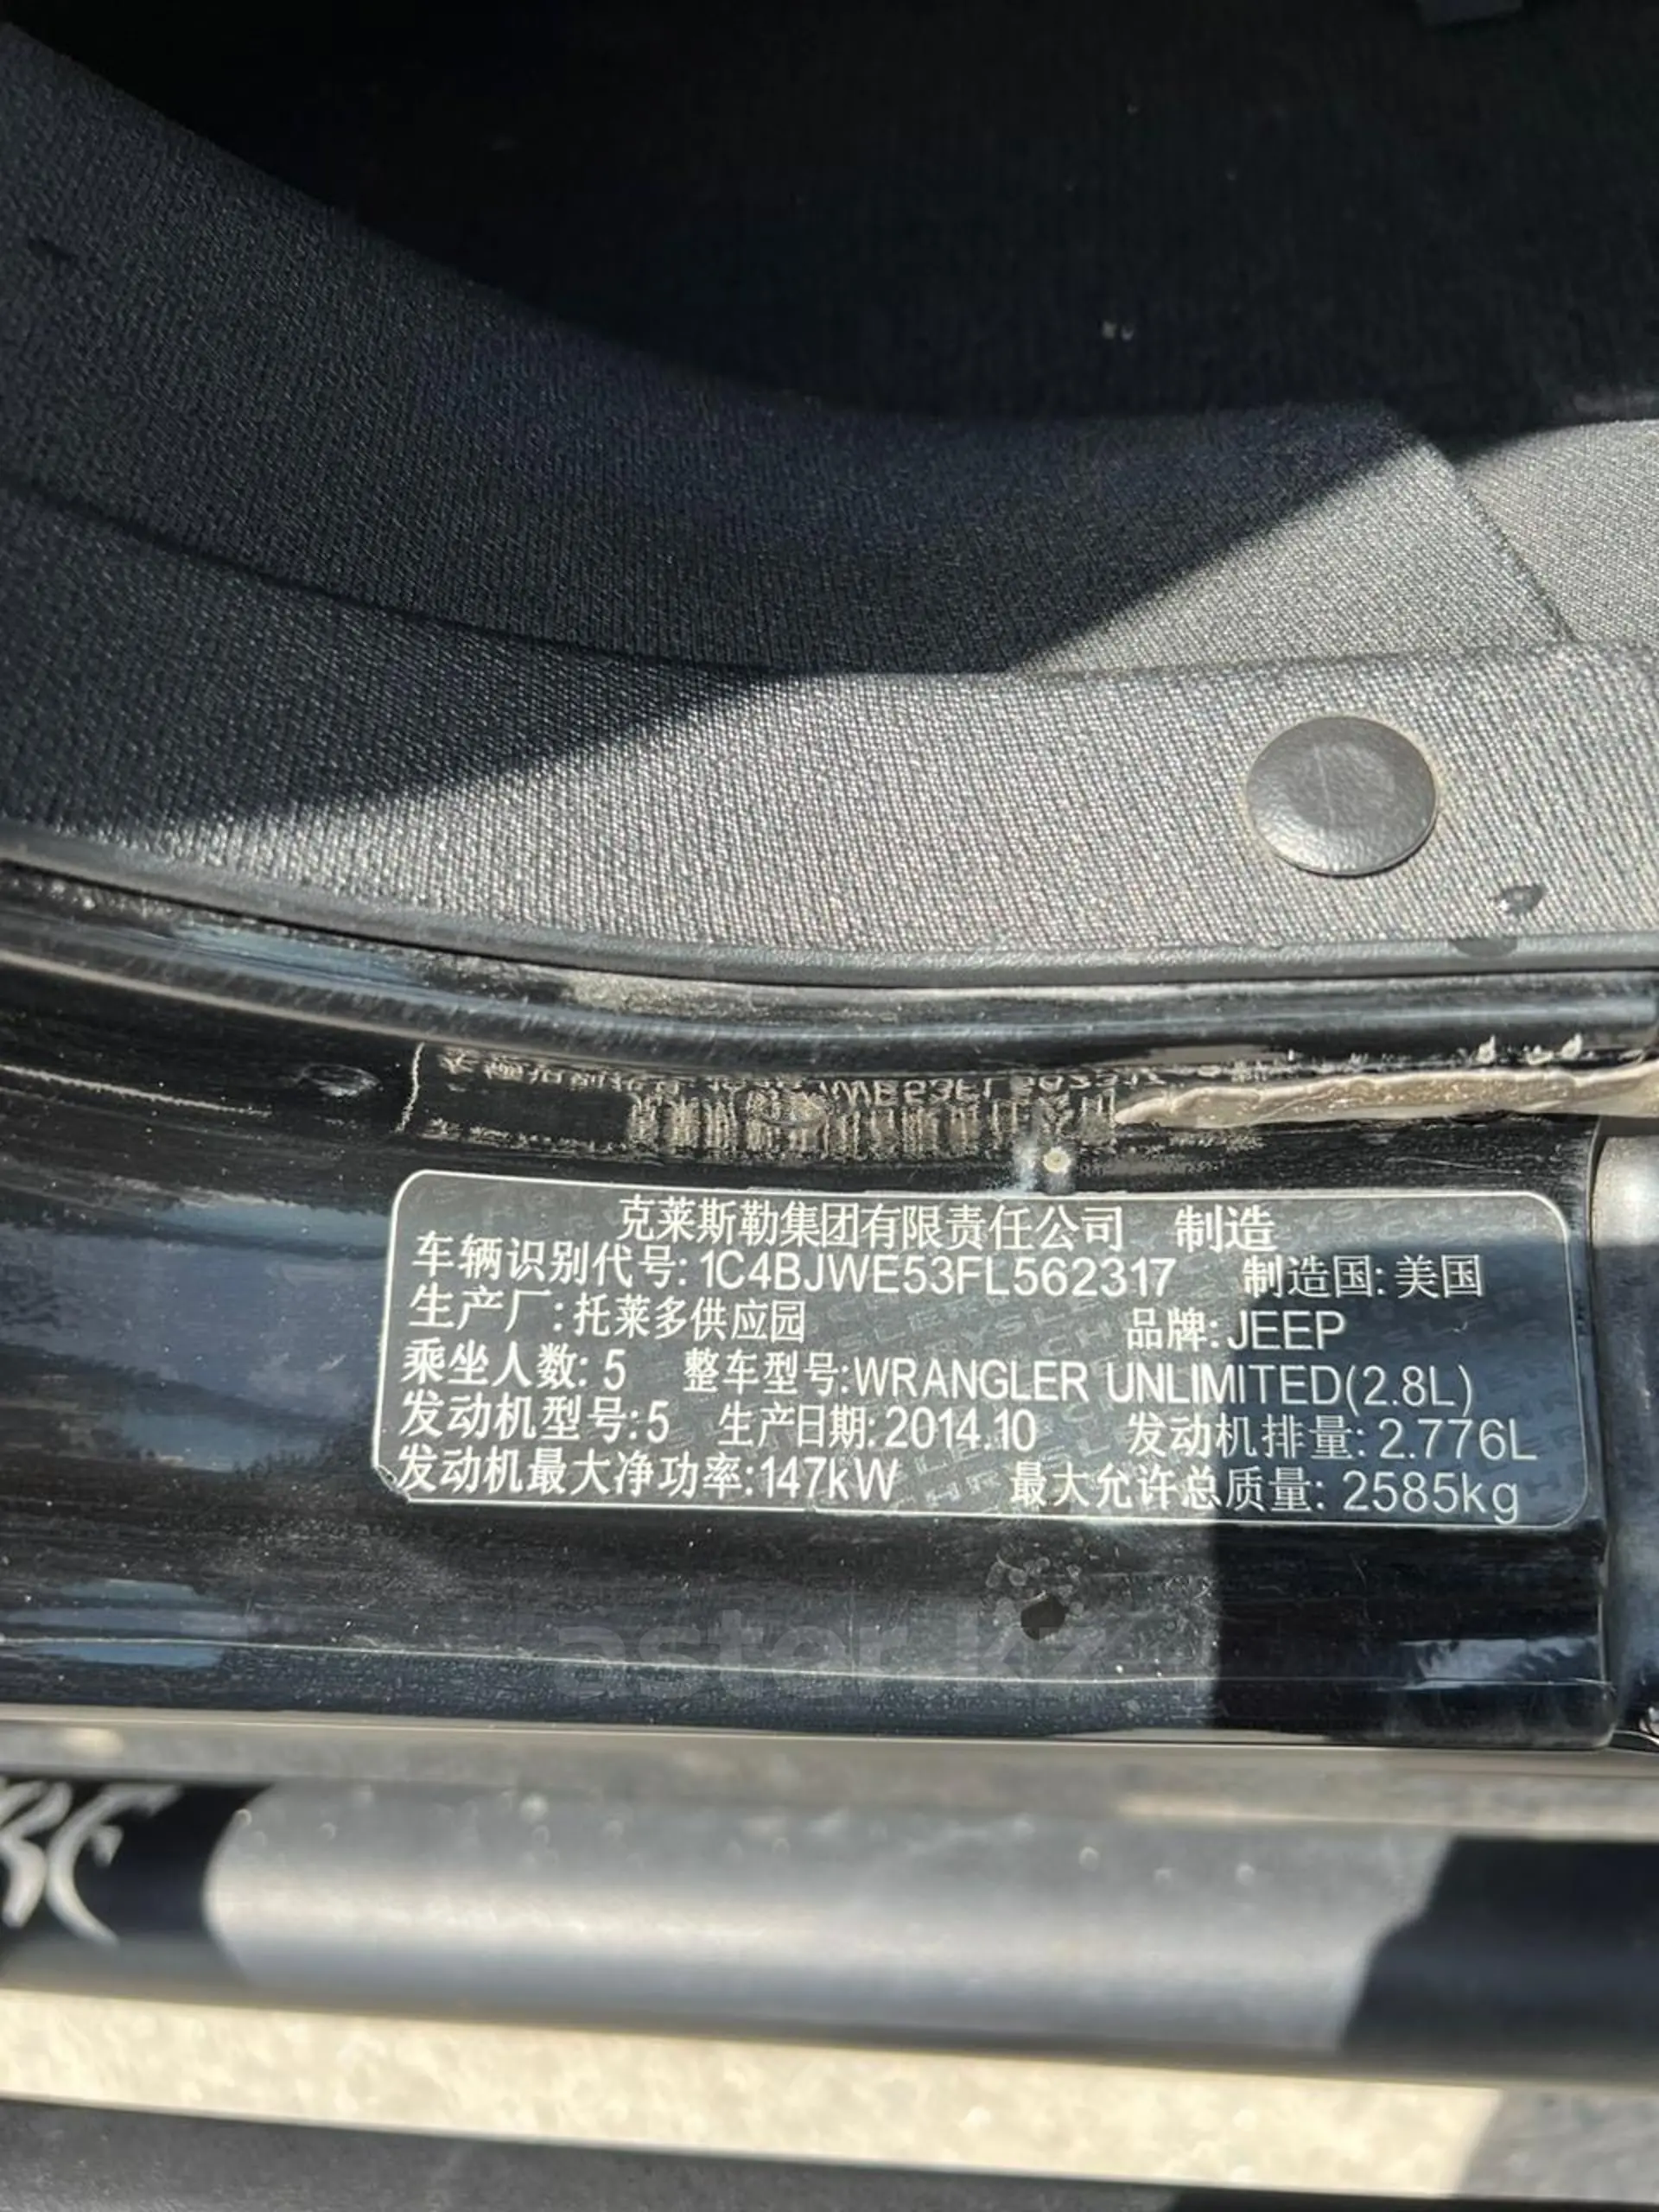 克莱斯勒集团有限责任公司 制造
车辆识别代号: 1C4BJWE53FL562317 制造国: 美国
生产厂: 托莱多供应园 品牌: JEEP
乘坐人数: 5 整车型号:WRANGLER UNLIMITED(2.8L)
发动机型号:5 生产日期: 2014.10 发动机排量: 2.776L
发动机最大净功率:147kW 最大允许总质量: 2585kg
aster.kz